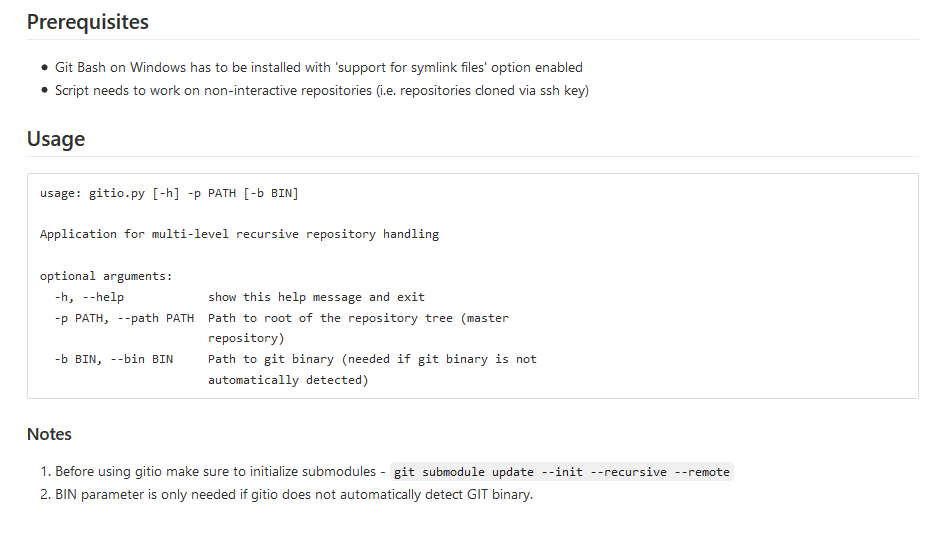 Prerequisites
• Git Bash on Windows has to be installed with 'support for symlink files' option enabled
• Script needs to work on non-interactive repositories (i.e. repositories cloned via ssh key)
Usage
usage: gitio.py [-h] -p PATH [-b BIN]
Application for multi-level recursive repository handling
optional arguments:
-h, --help show this help message and exit
-p PATH, --path PATH Path to root of the repository tree (master
repository)
-b BIN, --bin BIN Path to git binary (needed if git binary is not
automatically detected)
Notes
1. Before using gitio make sure to initialize submodules - git submodule update --init --recursive --remote
2. BIN parameter is only needed if gitio does not automatically detect GIT binary.